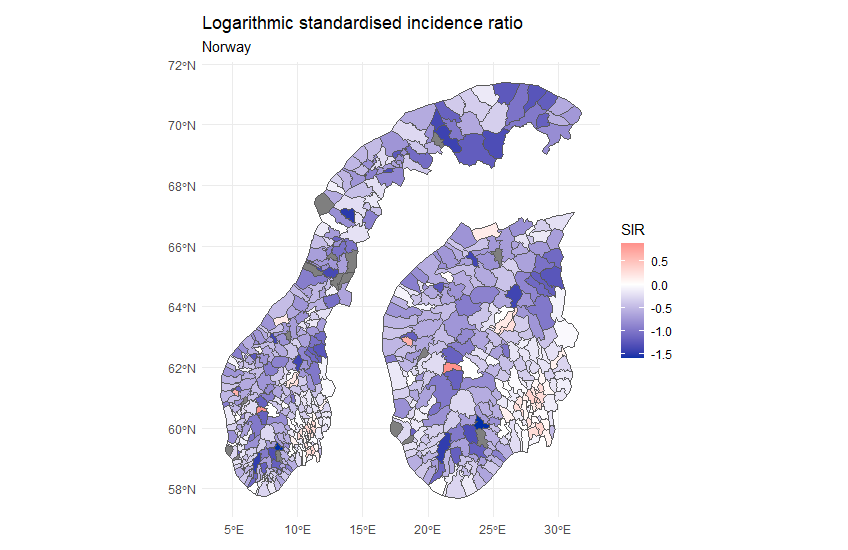 Logarithmic standardised incidence ratio
Norway
72°N
70°N
68°N
66°N
64°N
62°N
60°N
58°N
5°E
10°E
15°E
20°E
25°E
30°E
SIR
0.5
0.0
-0.5
-1.0
-1.5